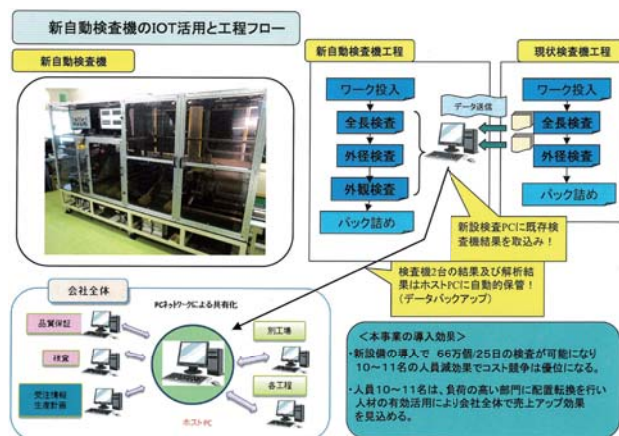 新自動検査機のIOT活用と工程フロー
新自動検査機
新自動検査機工程
現状検査機工程
ワーク投入
全長検査
外径検査
外観検査
パック詰め
データ送信
ワーク投入
全長検査
外径検査
パック詰め
新設検査PCに既存検
査機結果を取込み！
検査機2台の結果及び解析結
果はホストPCに自動的保管！
（データバックアップ）
会社全体
PCネットワークによる共有化
品質保証
検査
受注情報
生産計画
別工場
各工程
ホストPC
＜本事業の導入効果＞
・新設備の導入で 66万個/25日の検査が可能になり
10～11名の人員減効果でコスト競争は優位になる。
・人員10～11名は、負荷の高い部門に配置転換を行い
人材の有効活用により会社全体で売上アップ効果
を見込める。